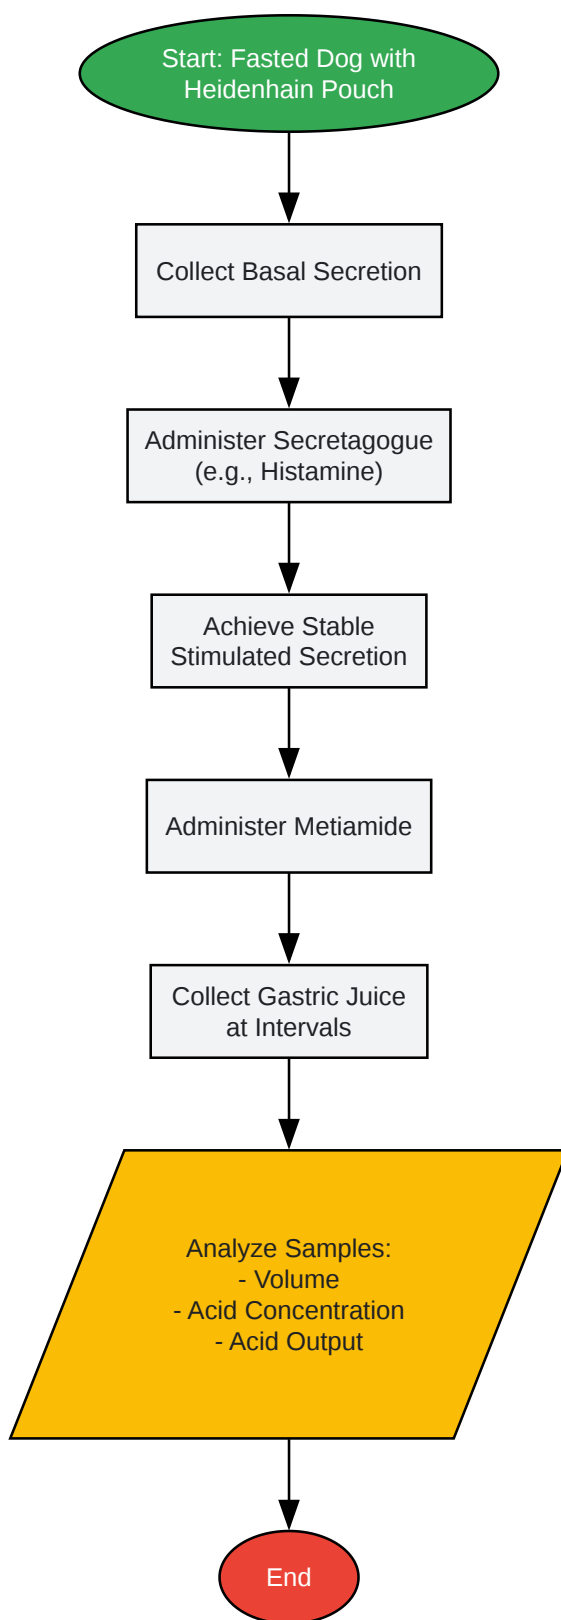 Start: Fasted Dog with
Heidenhain Pouch
Collect Basal Secretion
Administer Secretagogue
(e.g., Histamine)
Achieve Stable
Stimulated Secretion
Administer Metiamide
Collect Gastric Juice
at Intervals
Analyze Samples:
- Volume
- Acid Concentration
- Acid Output
End